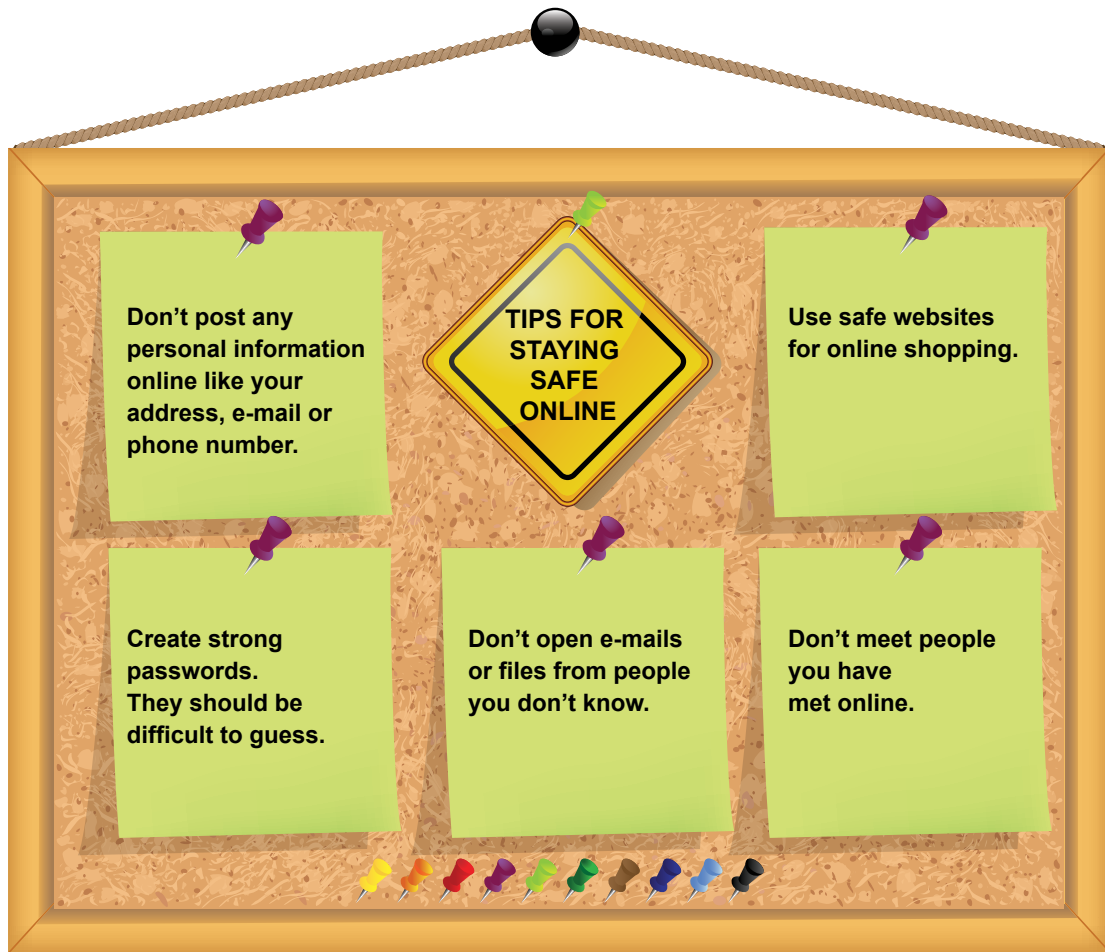 Don't post any
personal information
online like your
address, e-mail or
phone number.
TIPS FOR
STAYING
SAFE
ONLINE
Use safe websites
for online shopping.
Create strong
passwords.
They should be
difficult to guess.
Don't open e-mails
or files from people
you don't know.
Don't meet people
you have
met online.